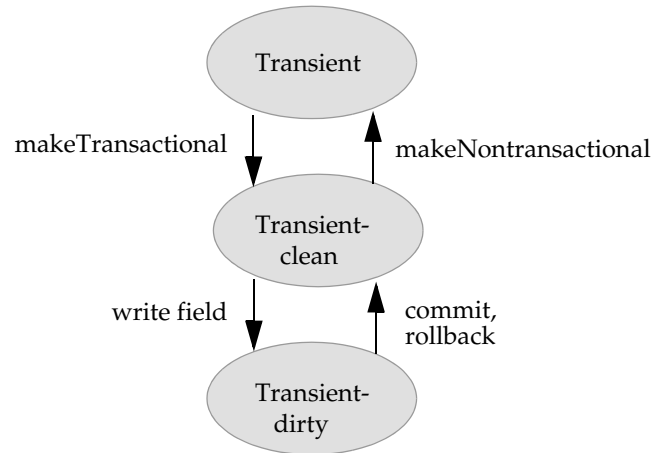 Transient
makeTransactional
makeNontransactional
Transient-
clean
write field
commit,
rollback
Transient-
dirty